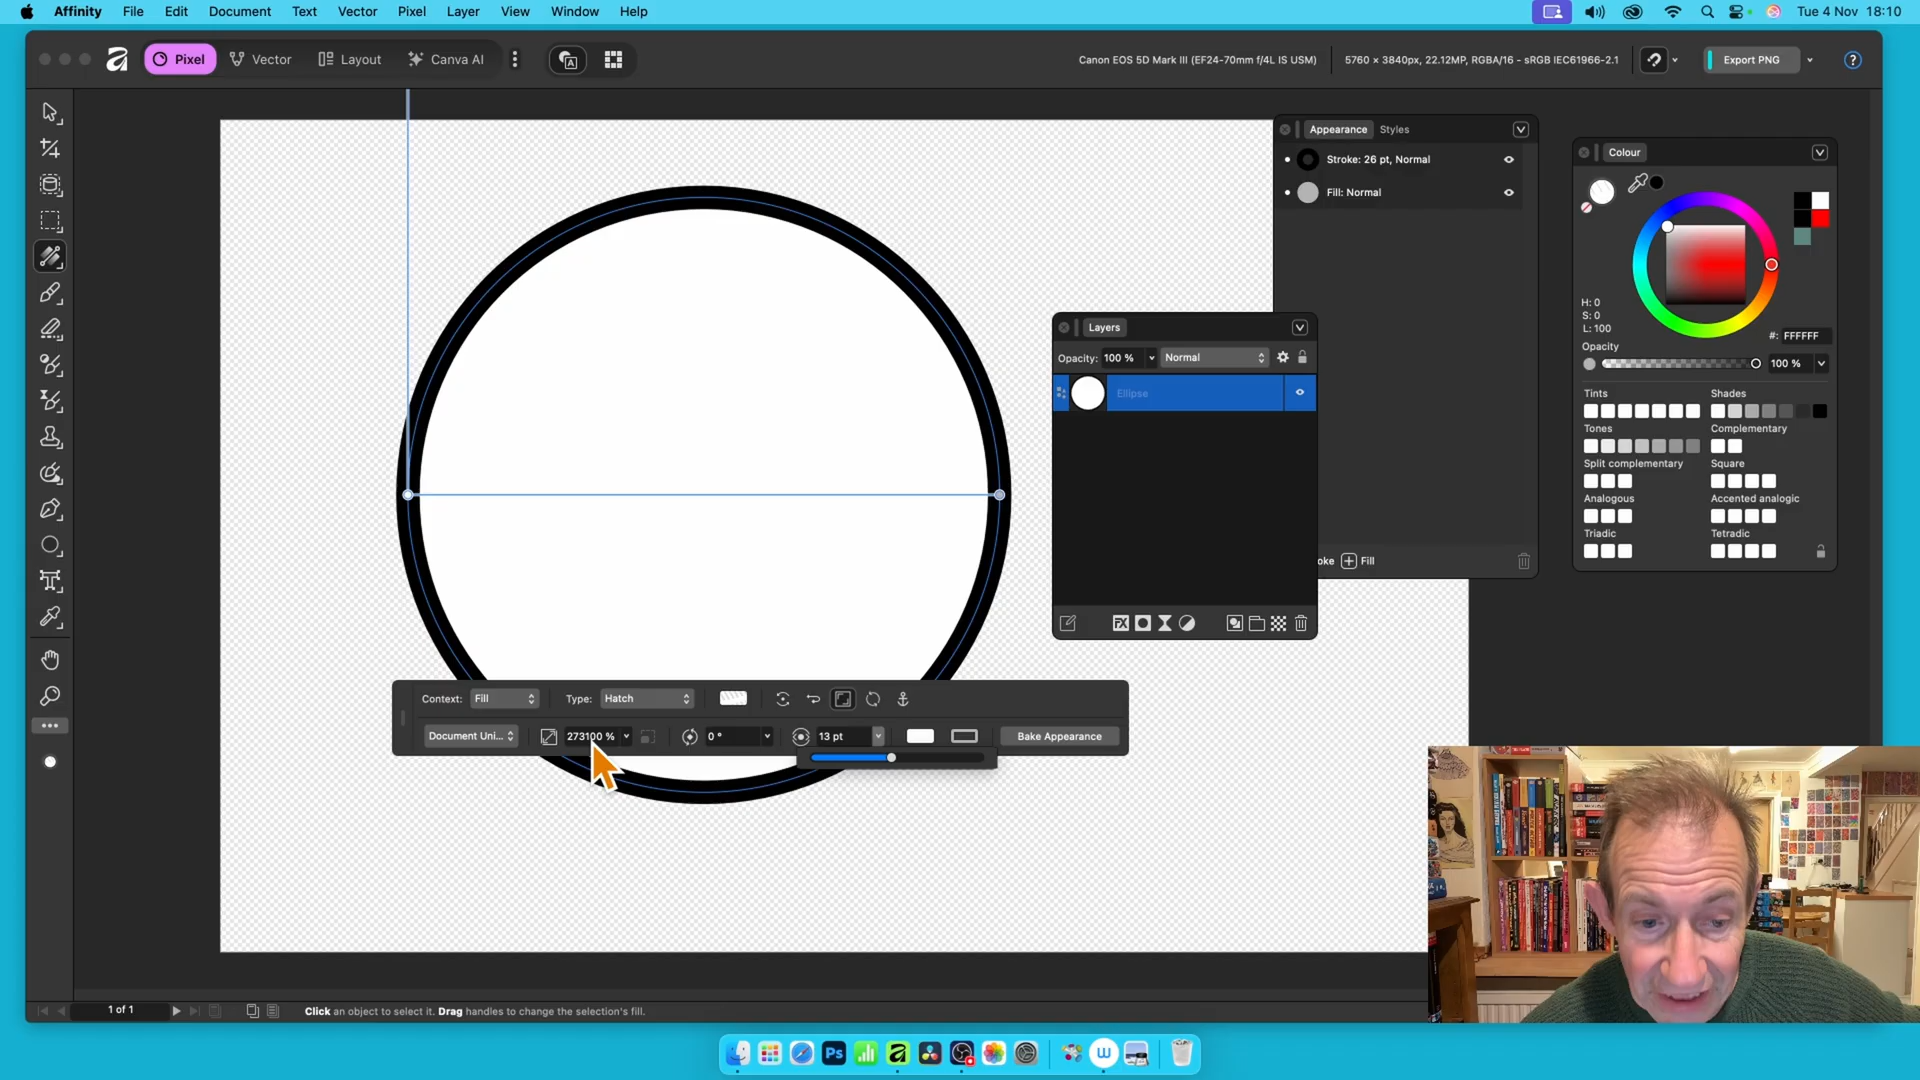 Affinity File Edit Document Text Vector Pixel Layer View Window Help
Tue 4 Nov 18:10
Pixel Vector Layout Canva AI
Canon EOS 5D Mark III (EF24-70mm f/4L IS USM)
5760 × 3840px, 22.12MP, RGBA/16 - sRGB IEC61966-2.1
Export PNG
Appearance Styles
Stroke: 26 pt, Normal
Fill: Normal
oke Fill
Colour
H: 0
S: 0
L: 100
#: FFFFFF
Opacity
100 %
Tints Shades
Tones Complementary
Split complementary Square
Analogous Accented analogic
Triadic Tetradic
Layers
Opacity: 100 % Normal
Ellipse
FX
Context: Fill Type: Hatch
Document Uni... 273100 % 0 ° 13 pt Bake Appearance
1 of 1
Click an object to select it. Drag handles to change the selection's fill.
Ps